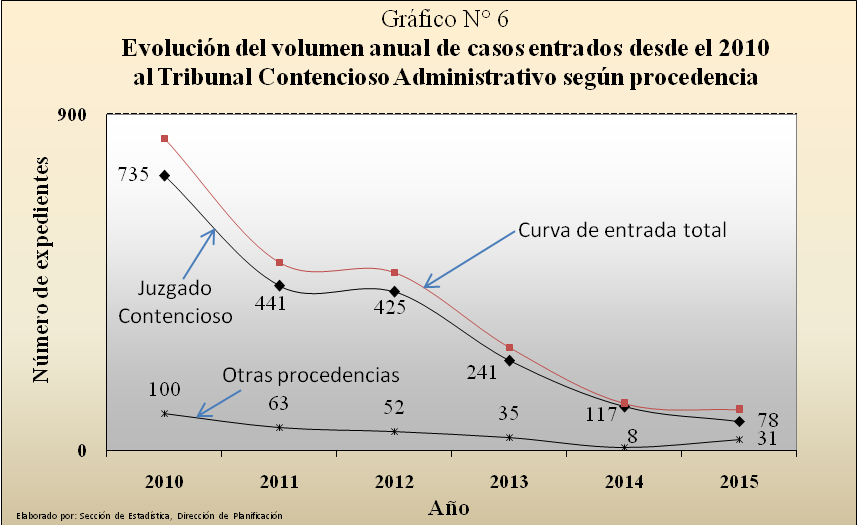 Gráfico N° 6
Evolución del volumen anual de casos entrados desde el 2010
al Tribunal Contencioso Administrativo según procedencia
900
735
Curva de entrada total
Juzgado
Contencioso
441
425
Número de expedientes
Otras procedencias
241
100
63
52
35
117
8
78
31
0
2010
2011
2012
2013
2014
2015
Año
Elaborado por: Sección de Estadística, Dirección de Planificación